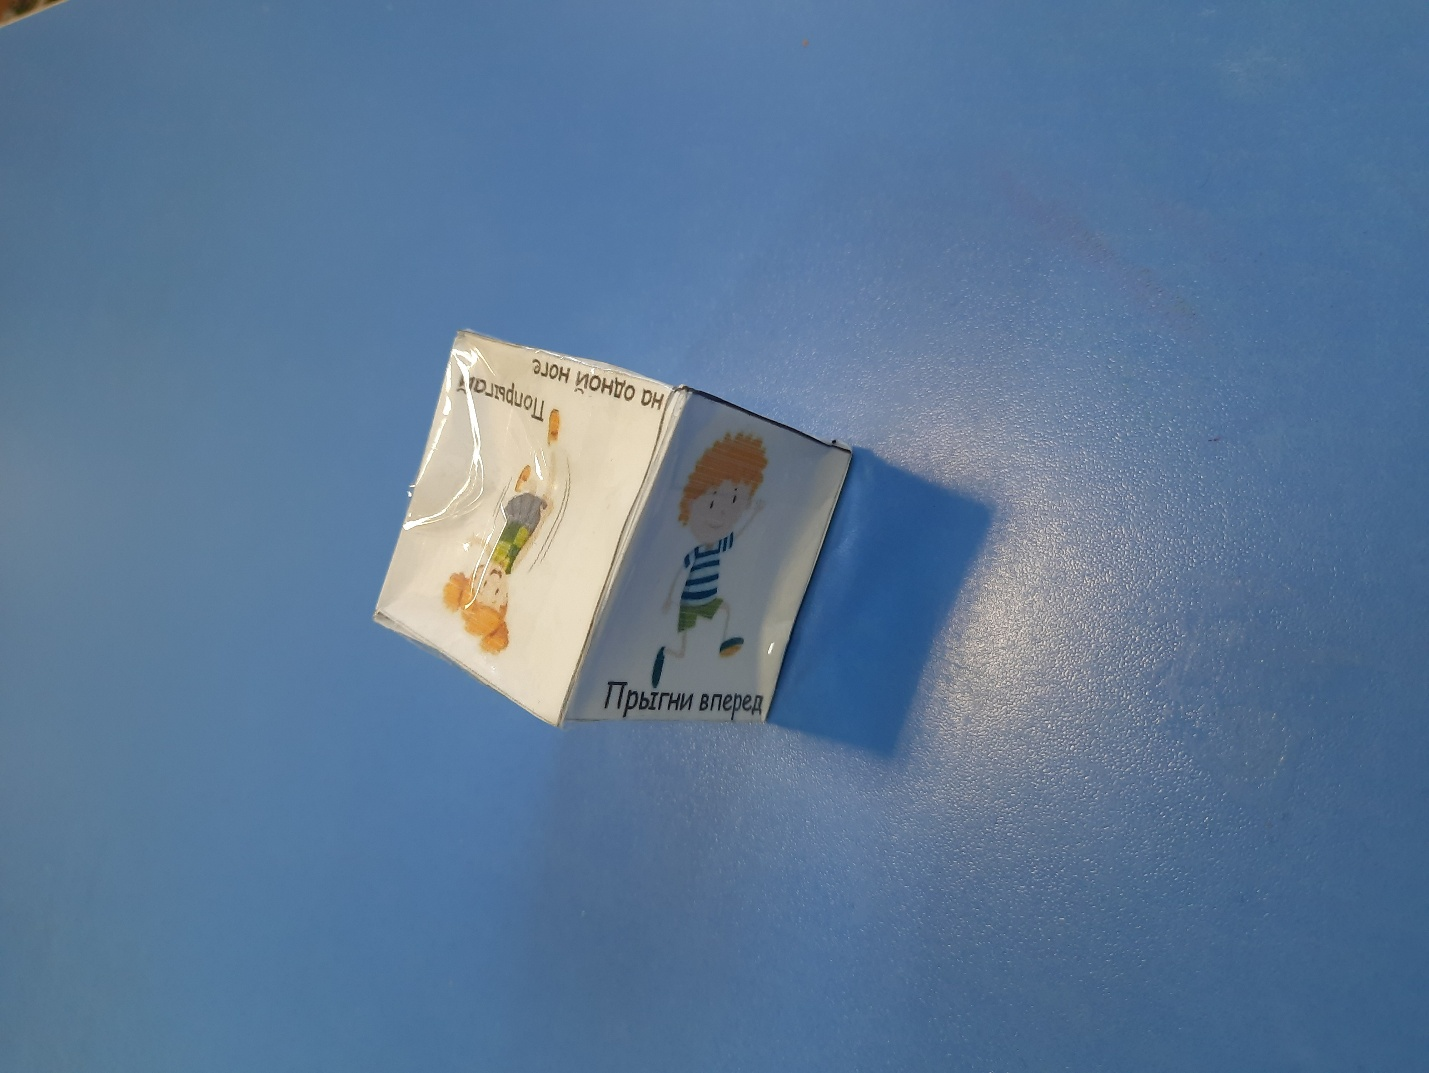 Попрыгай
на одной ноге
Прыгни вперед